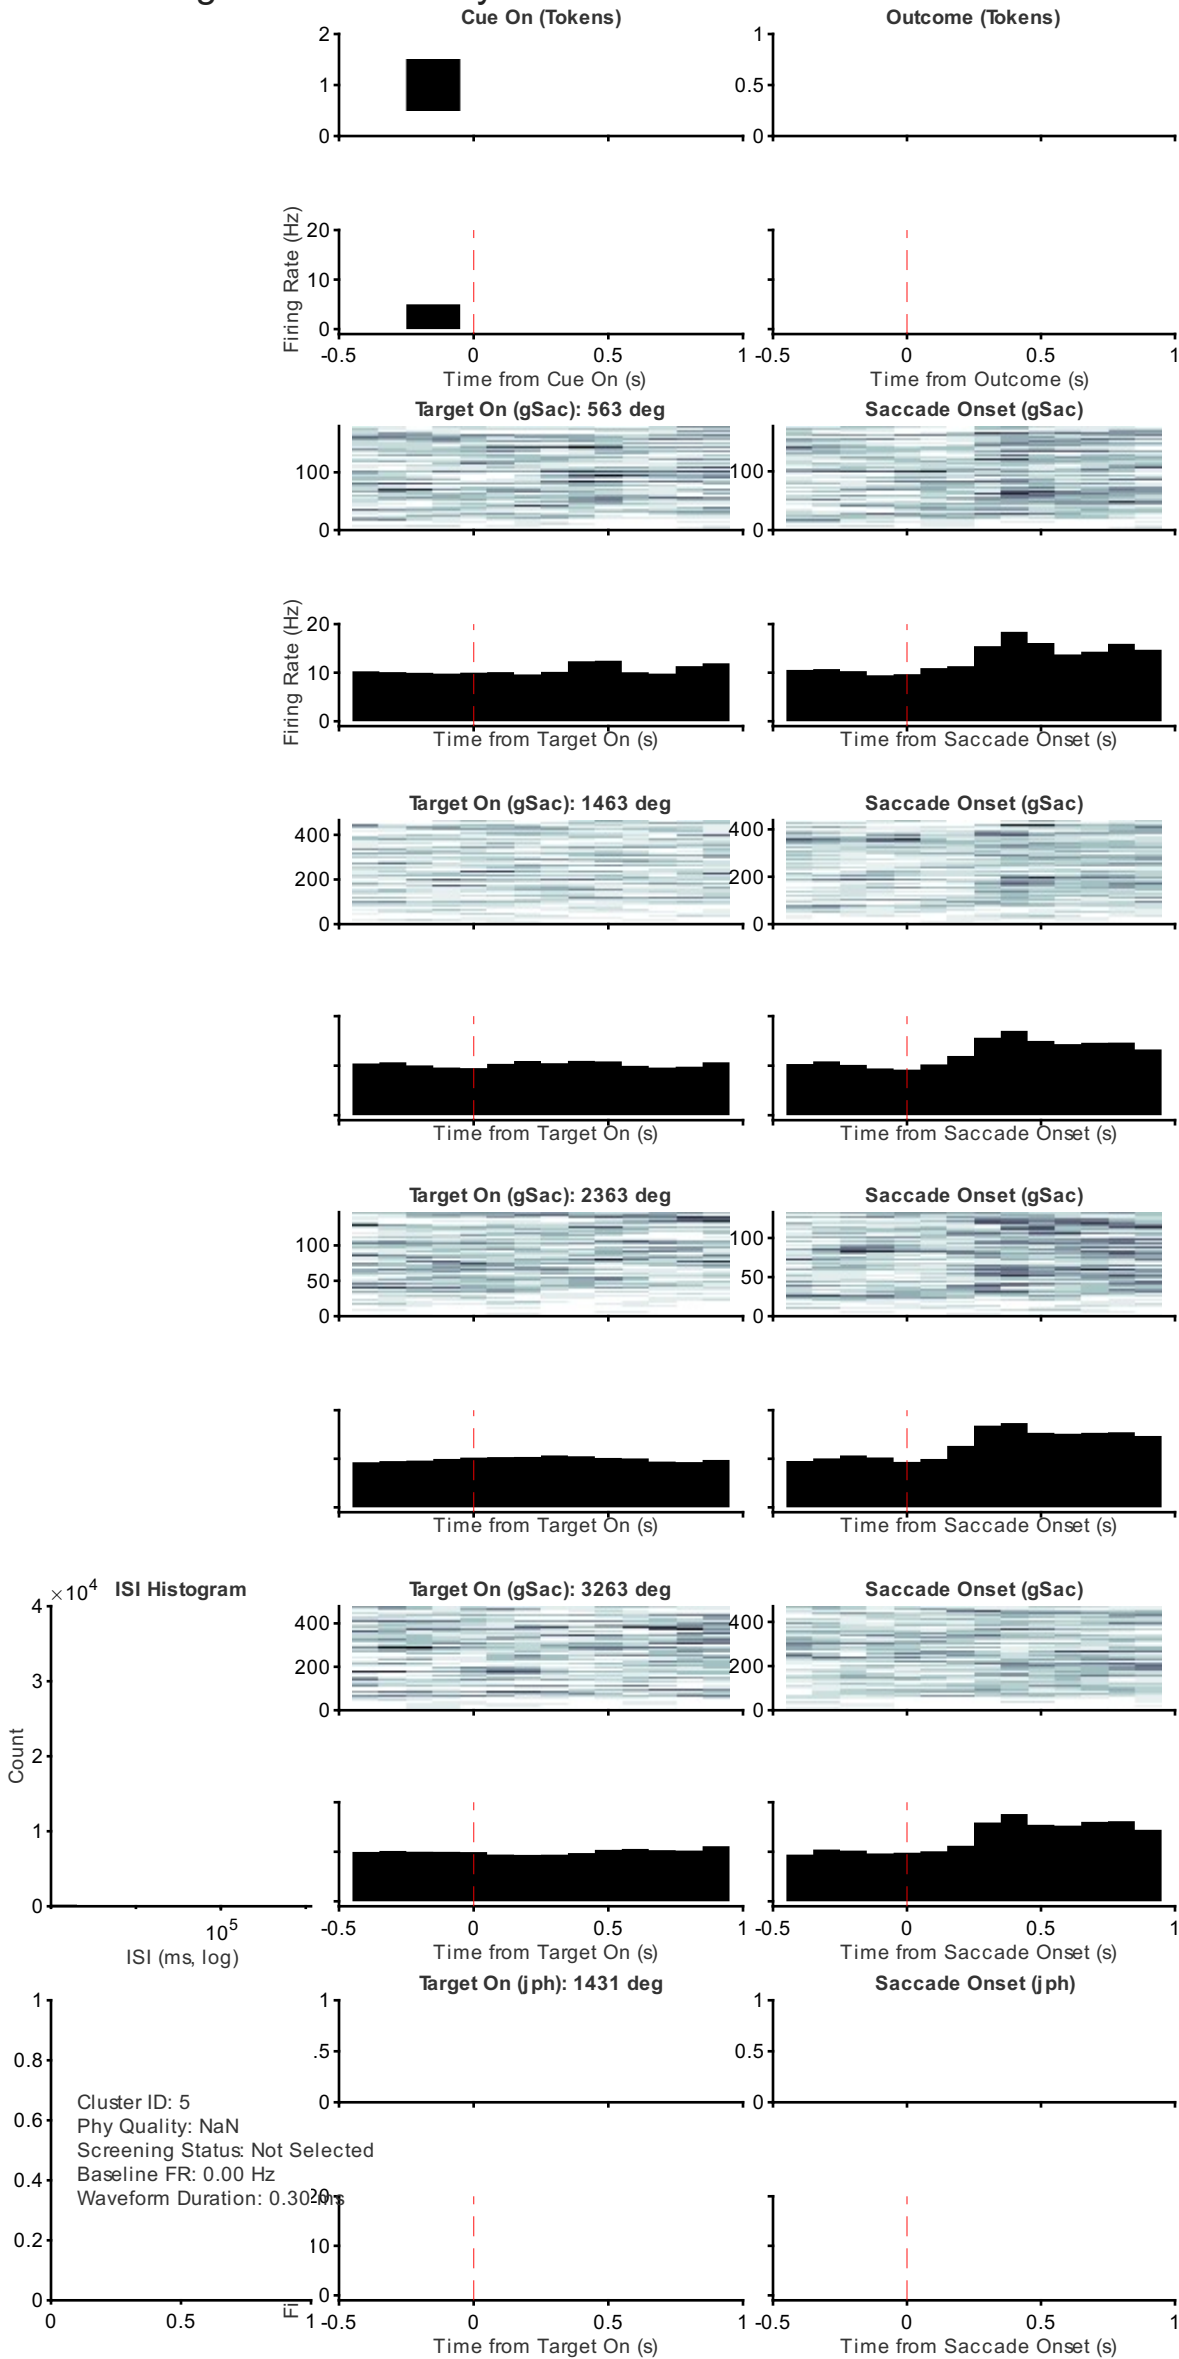 Cue On (Tokens)
Outcome (Tokens)
2
1
0
1
0.5
0
Firing Rate (Hz)
20
10
0
-0.5
0
0.5
1
-0.5
0
0.5
1
Time from Cue On (s)
Time from Outcome (s)
Target On (gSac): 563 deg
Saccade Onset (gSac)
100
0
100
0
Firing Rate (Hz)
20
10
0
Time from Target On (s)
Time from Saccade Onset (s)
Target On (gSac): 1463 deg
Saccade Onset (gSac)
400
200
0
400
200
0
Time from Target On (s)
Time from Saccade Onset (s)
Target On (gSac): 2363 deg
Saccade Onset (gSac)
100
50
0
100
50
0
Time from Target On (s)
Time from Saccade Onset (s)
×10^4
ISI Histogram
4
3
2
1
0
Count
10^5
ISI (ms, log)
Target On (gSac): 3263 deg
Saccade Onset (gSac)
400
200
0
400
200
0
-0.5
0
0.5
1
-0.5
0
0.5
1
Time from Target On (s)
Time from Saccade Onset (s)
Target On (jph): 1431 deg
Saccade Onset (jph)
1
0.8
0.6
0.4
0.2
0
0
0.5
1
Cluster ID: 5
Phy Quality: NaN
Screening Status: Not Selected
Baseline FR: 0.00 Hz
Waveform Duration: 0.30 ms
1
.5
0
1
0.5
0
Fi
20
10
0
-0.5
0
0.5
1
-0.5
0
0.5
1
Time from Target On (s)
Time from Saccade Onset (s)